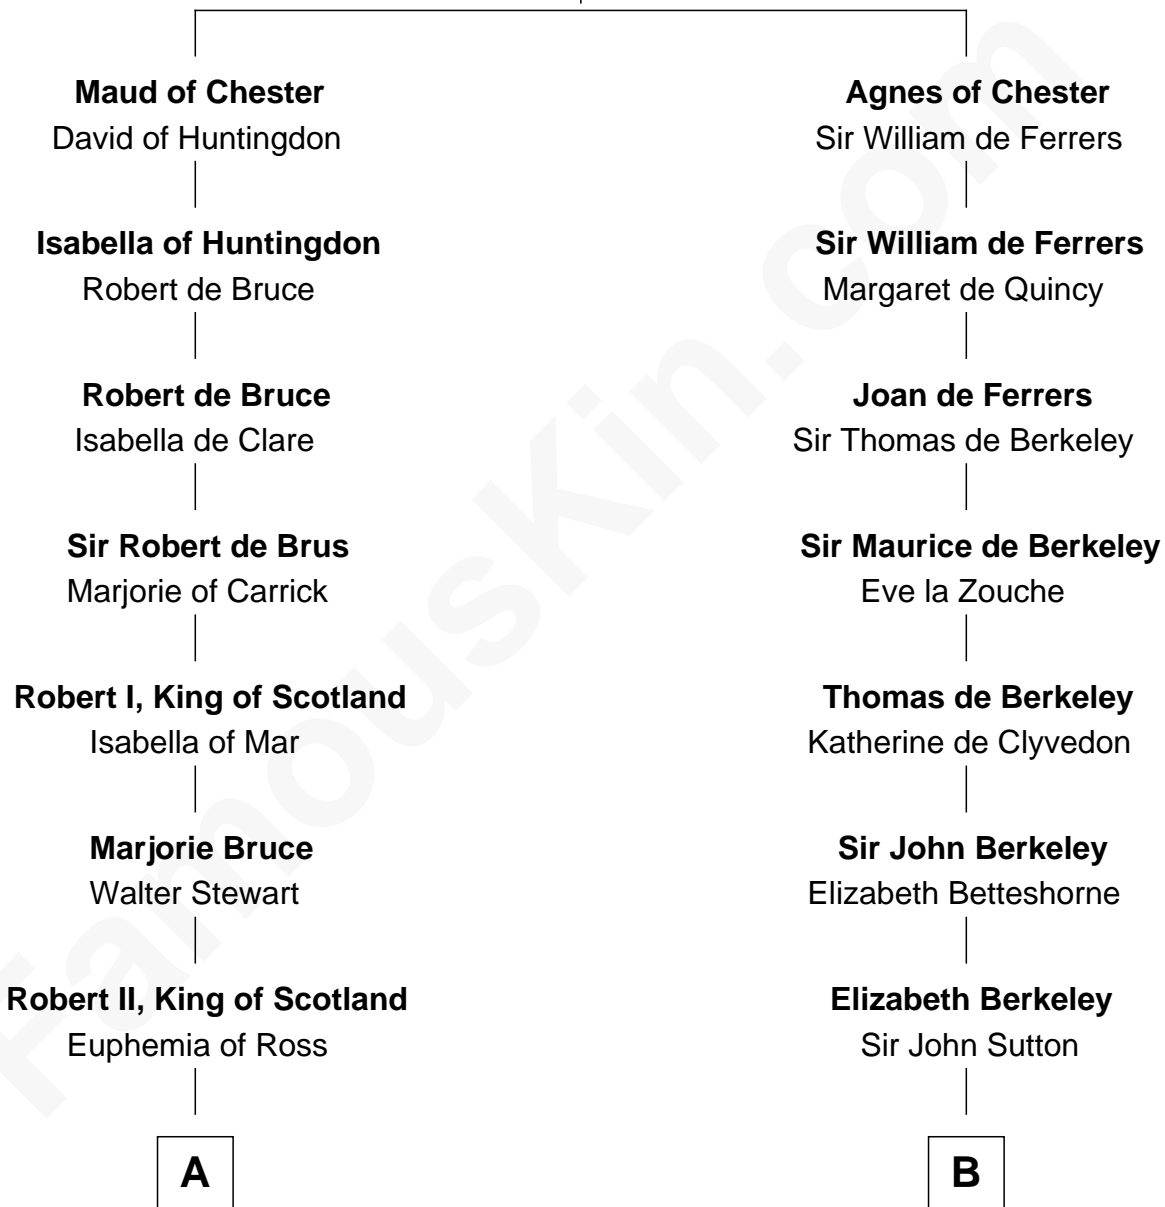 Maud of Chester
David of Huntingdon
Isabella of Huntingdon
Robert de Bruce
Robert de Bruce
Isabella de Clare
Sir Robert de Brus
Marjorie of Carrick
Robert I, King of Scotland
Isabella of Mar
Marjorie Bruce
Walter Stewart
Robert II, King of Scotland
Euphemia of Ross
A
Agnes of Chester
Sir William de Ferrers
Sir William de Ferrers
Margaret de Quincy
Joan de Ferrers
Sir Thomas de Berkeley
Sir Maurice de Berkeley
Eve la Zouche
Thomas de Berkeley
Katherine de Clyvedon
Sir John Berkeley
Elizabeth Betteshorne
Elizabeth Berkeley
Sir John Sutton
B
FamousKin.com